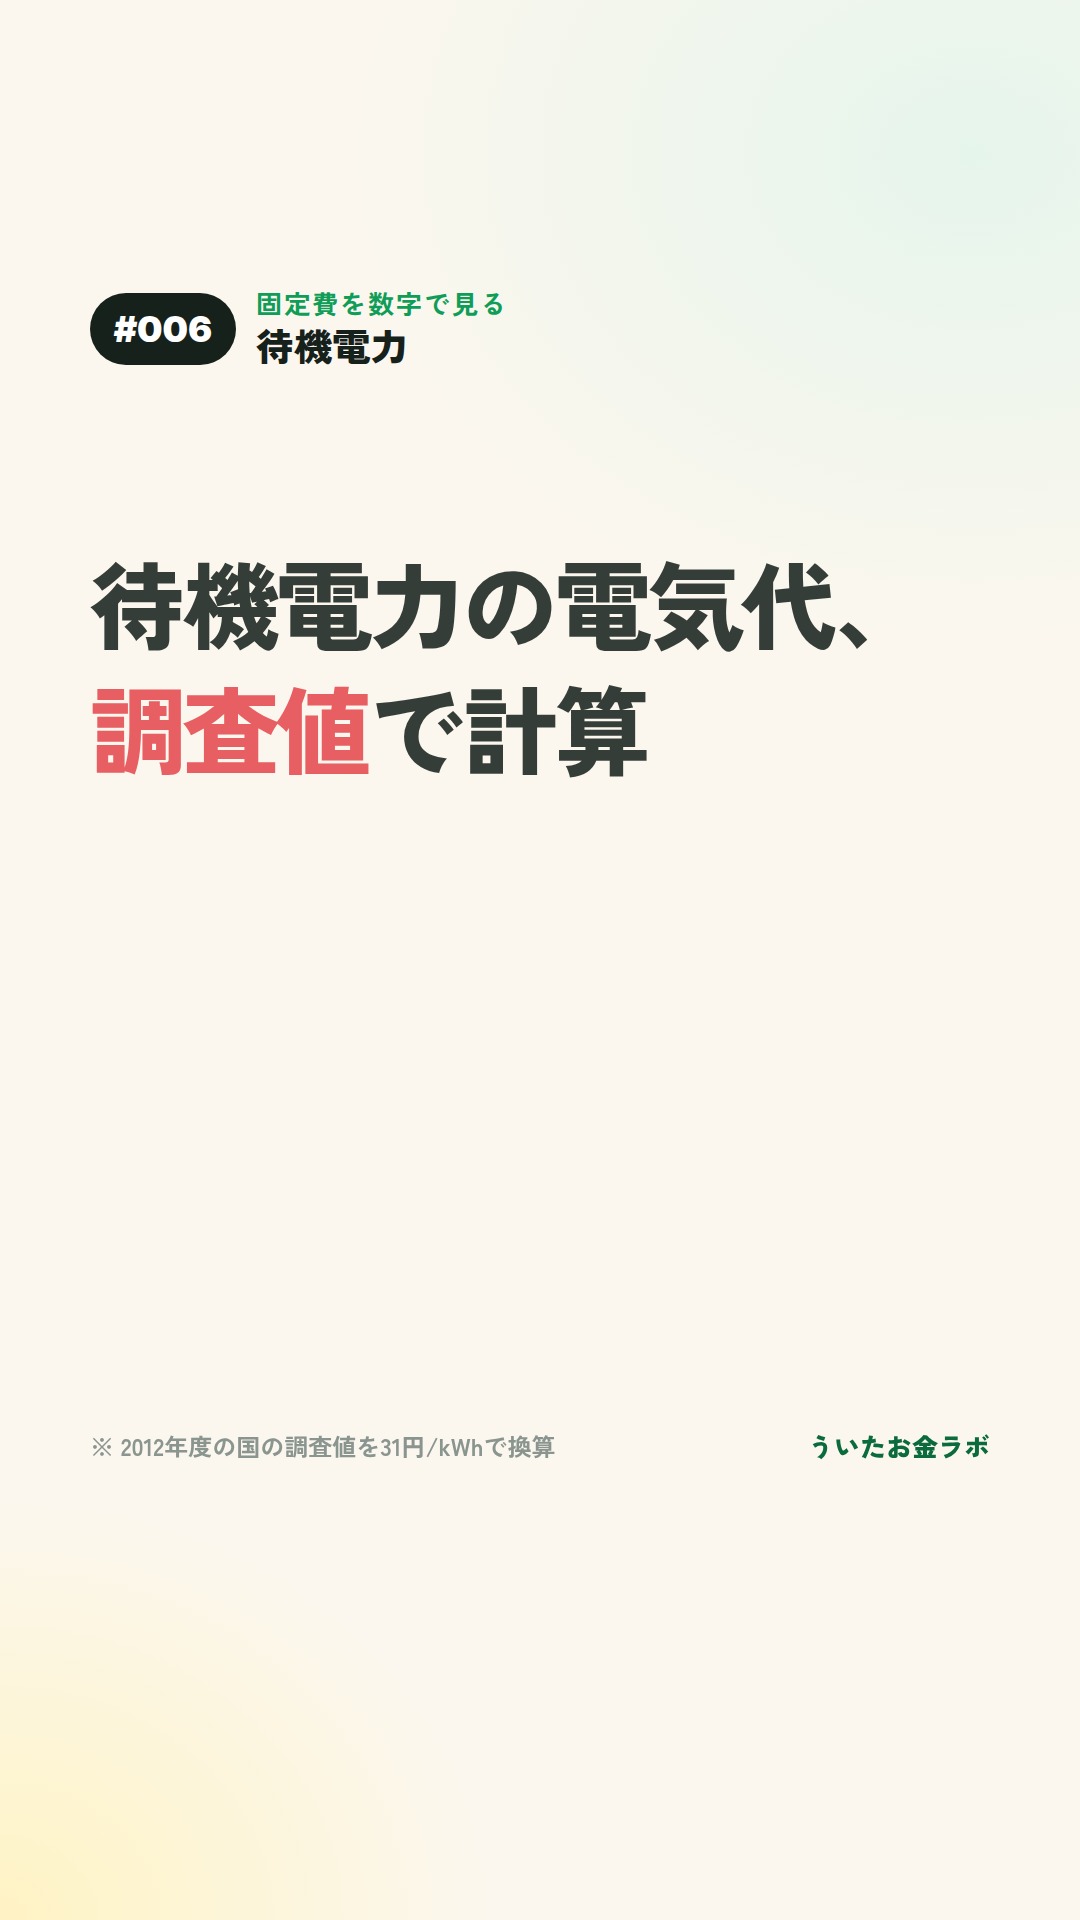 #006
固定費を数字で見る
待機電力
待機電力の電気代、
調査値で計算
※ 2012年度の国の調査値を31円/kWhで換算
ういたお金ラボ